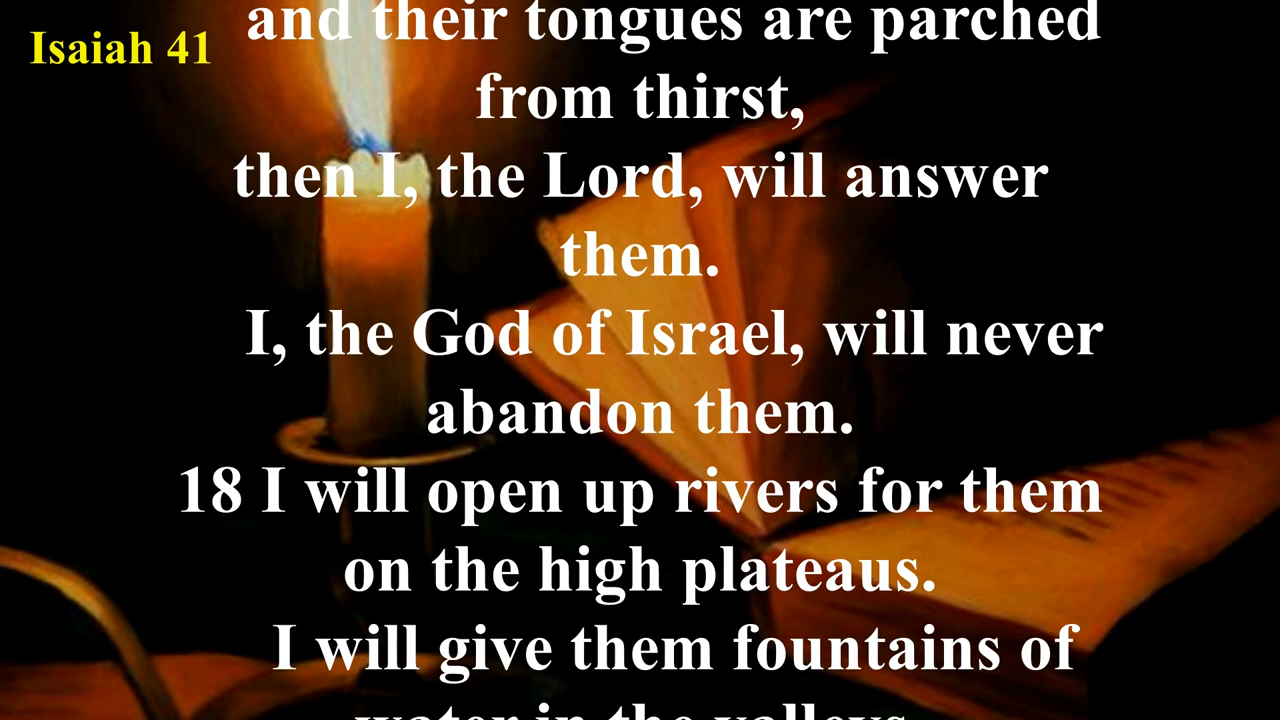 Isaiah 41
and their tongues are parched
from thirst,
then I, the Lord, will answer
them.
I, the God of Israel, will never
abandon them.
18 I will open up rivers for them
on the high plateaus.
I will give them fountains of
water in the valleys.